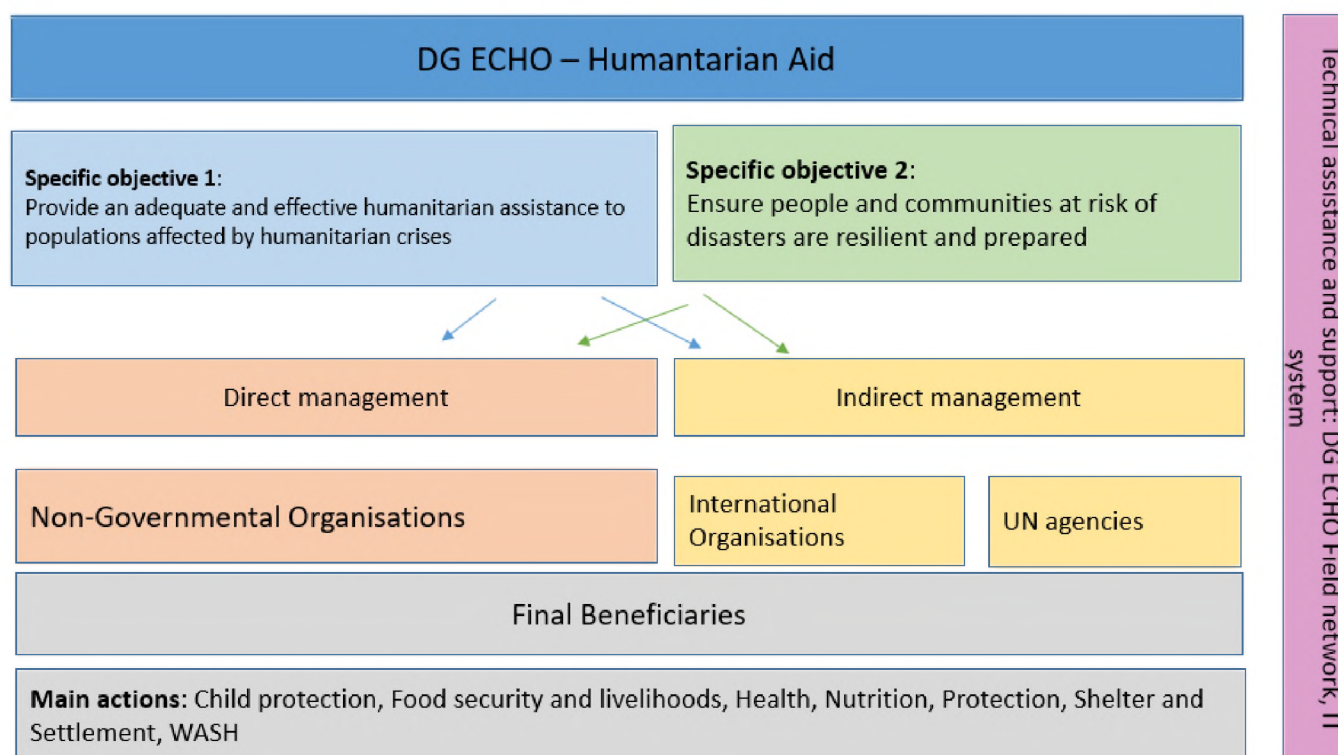 DG ECHO – Humantarian Aid
Specific objective 1:
Provide an adequate and effective humanitarian assistance to
populations affected by humanitarian crises
Specific objective 2:
Ensure people and communities at risk of
disasters are resilient and prepared
Direct management
Indirect management
Non-Governmental Organisations
International
Organisations
UN agencies
Final Beneficiaries
Main actions: Child protection, Food security and livelihoods, Health, Nutrition, Protection, Shelter and
Settlement, WASH
Technical assistance and support: DG ECHO Field network, IT
system